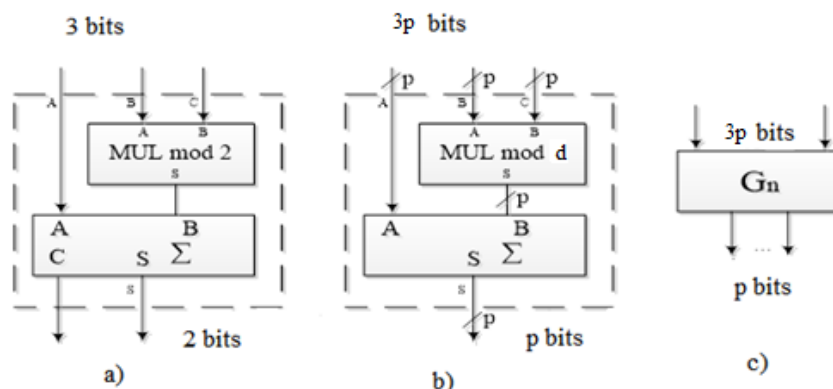 3 bits
A B C
A B
MUL mod 2
S
A B
C S Σ
S
2 bits
a)
3p bits
p p p
A B C
A B
MUL mod d
S
p
A B
S Σ
S
p
p bits
b)
3p bits
Gn
...
p bits
c)